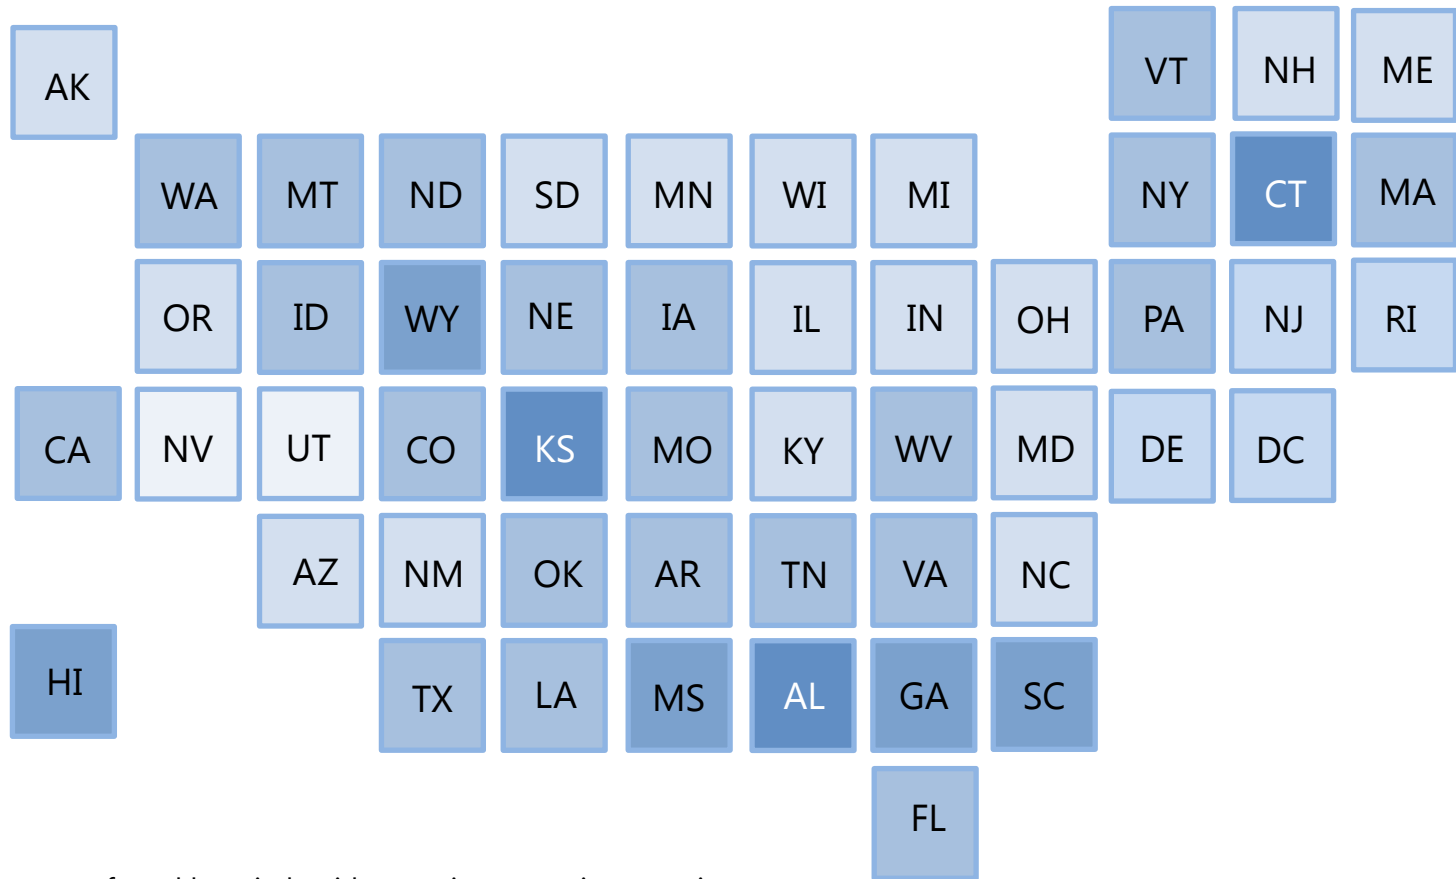 VT NH ME
AK
WA MT ND SD MN WI MI NY CT MA
OR ID WY NE IA IL IN OH PA NJ RI
CA NV UT CO KS MO KY WV MD DE DC
AZ NM OK AR TN VA NC
HI TX LA MS AL GA SC
FL